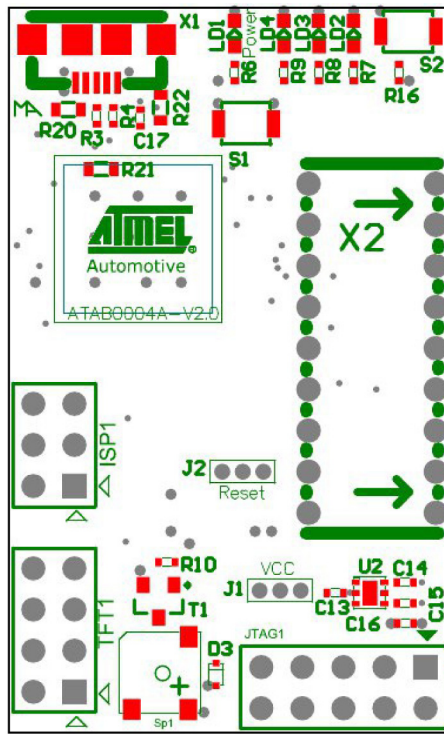 X1
LD1
Power
LD4
LD3
LD2
S2
R6
R9
R8
R7
R16
R20
R3
R4
C17
R22
S1
R21
ATMEL®
Automotive
ATAB0004A-V2.0
X2
ISP1
J2
Reset
R10
VCC
U2
C14
J1
C13
C15
T1
C16
TFT1
D3
JTAG1
Sp1